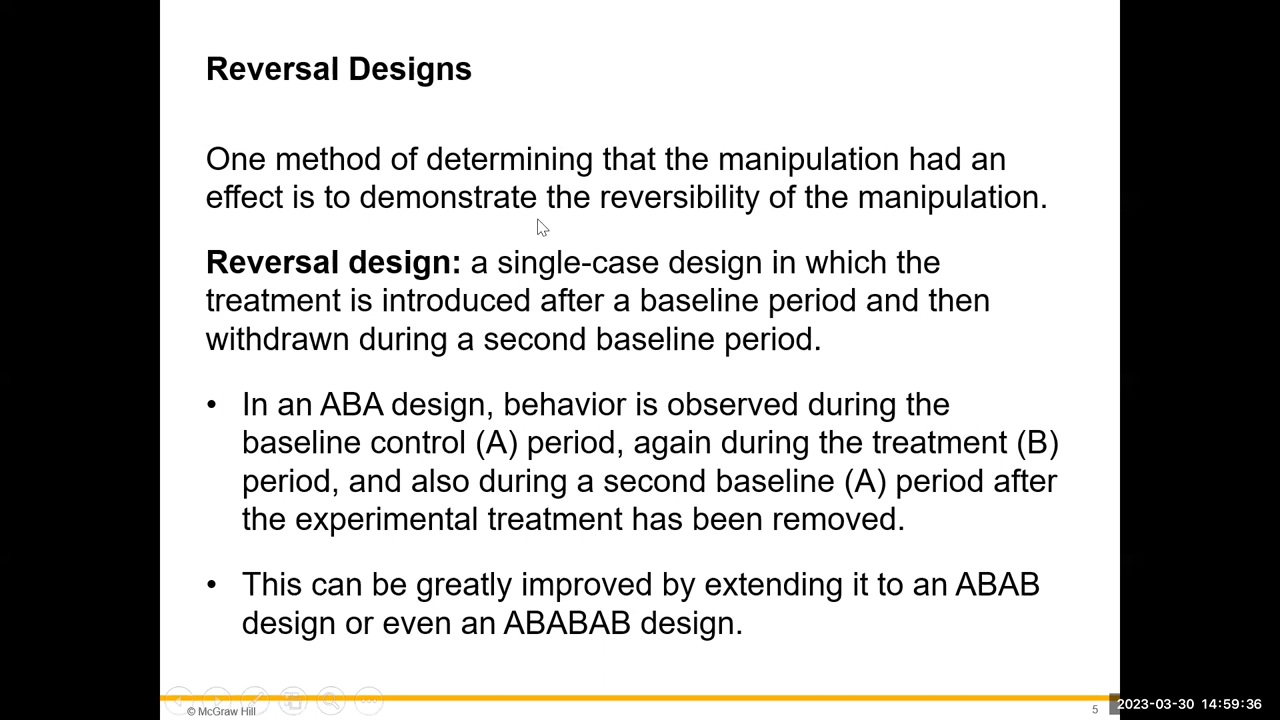 Reversal Designs
One method of determining that the manipulation had an
effect is to demonstrate the reversibility of the manipulation.
Reversal design: a single-case design in which the
treatment is introduced after a baseline period and then
withdrawn during a second baseline period.
• In an ABA design, behavior is observed during the
baseline control (A) period, again during the treatment (B)
period, and also during a second baseline (A) period after
the experimental treatment has been removed.
• This can be greatly improved by extending it to an ABAB
design or even an ABABAB design.
© McGraw Hill
5
2023-03-30 14:59:36